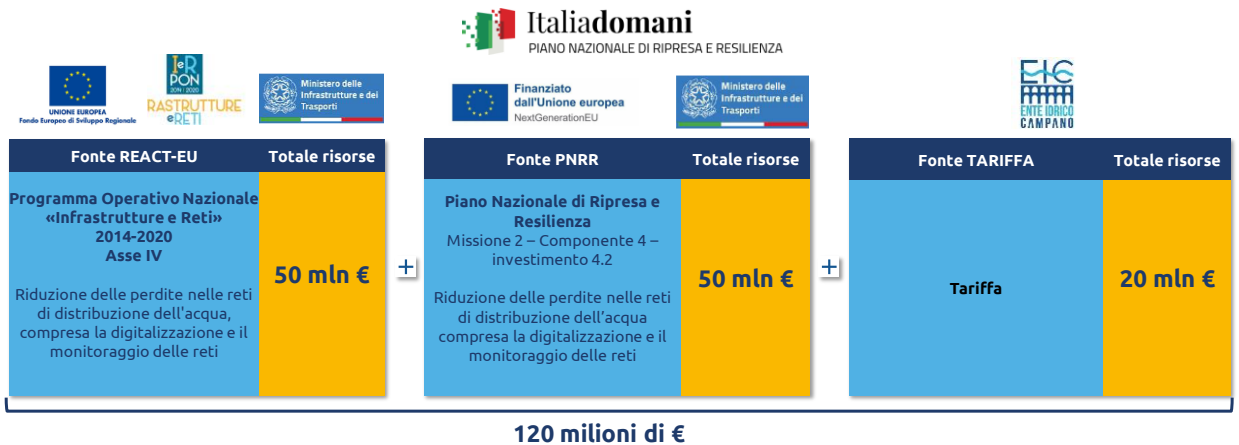 Italiadomani
PIANO NAZIONALE DI RIPRESA E RESILIENZA
UNIONE EUROPEA
Fondo Europeo di Sviluppo Regionale
IeR
PON
2014 | 2020
RASTRUTTURE
eRETI
Ministero delle
Infrastrutture e dei
Trasporti
Finanziato
dall'Unione europea
NextGenerationEU
Ministero delle
Infrastrutture e dei
Trasporti
EIC
ENTE IDRICO
CAMPANO
Fonte REACT-EU
Totale risorse
Programma Operativo Nazionale
«Infrastrutture e Reti»
2014-2020
Asse IV
Riduzione delle perdite nelle reti
di distribuzione dell'acqua,
compresa la digitalizzazione e il
monitoraggio delle reti
50 mln €
+
Fonte PNRR
Totale risorse
Piano Nazionale di Ripresa e
Resilienza
Missione 2 – Componente 4 –
investimento 4.2
Riduzione delle perdite nelle reti
di distribuzione dell’acqua
compresa la digitalizzazione e il
monitoraggio delle reti
50 mln €
+
Fonte TARIFFA
Totale risorse
Tariffa
20 mln €
120 milioni di €